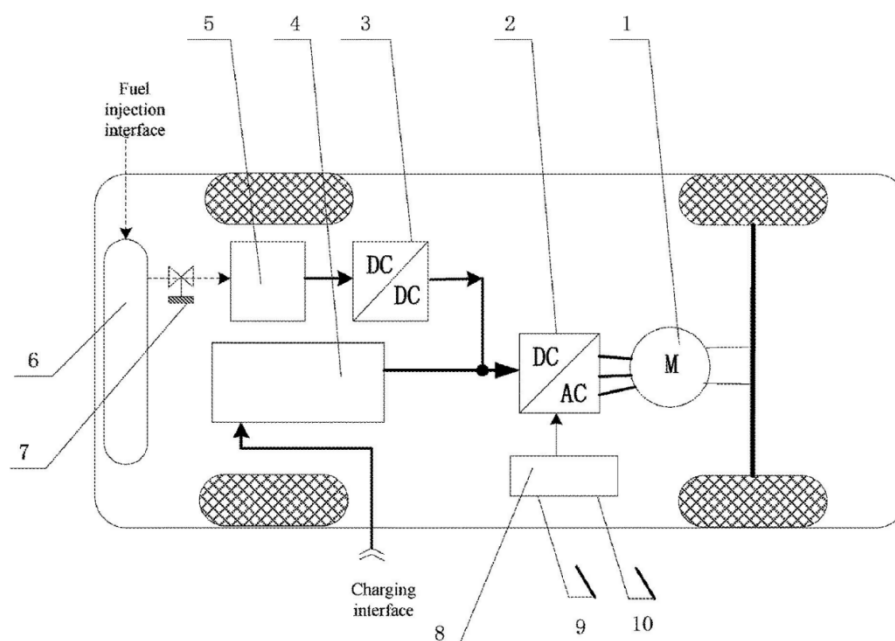 5
4
3
2
1
Fuel
injection
interface
DC
DC
DC
AC
M
6
7
Charging
interface
8
9
10